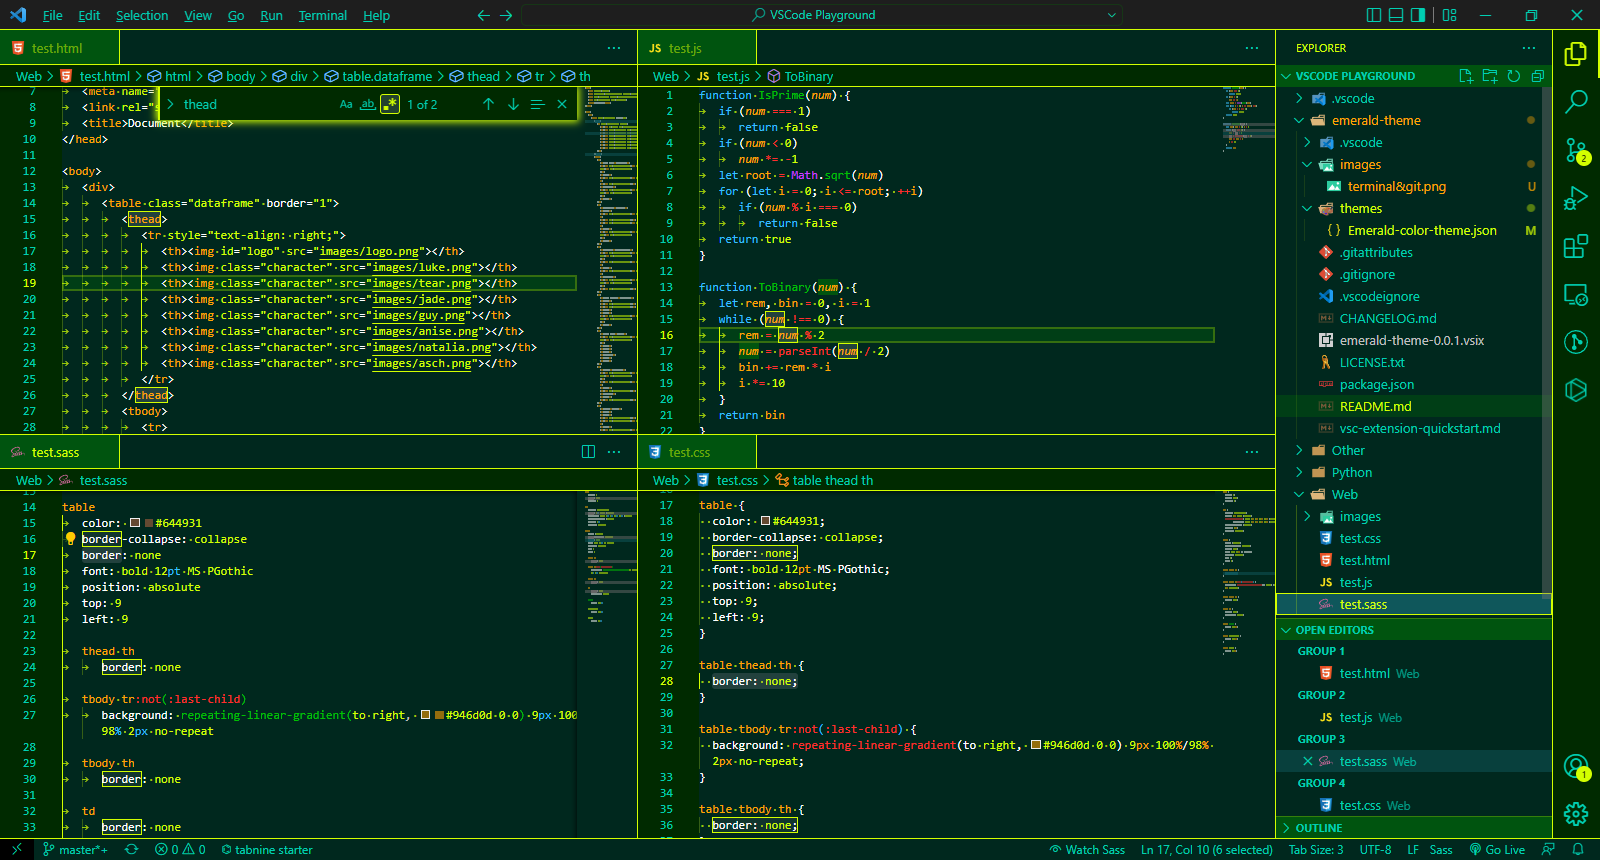 File Edit Selection View Go Run Terminal Help
VSCode Playground
test.html
Web > test.html > html > body > div > table.dataframe > thead > tr > th
thead Aa ab .* 1 of 2
7 <meta name=
8 <link rel="s
9 <title>Document</title>
10 </head>
11
12 <body>
13 <div>
14 <table class="dataframe" border="1">
15 <thead>
16 <tr style="text-align: right;">
17 <th><img id="logo" src="images/logo.png"></th>
18 <th><img class="character" src="images/luke.png"></th>
19 <th><img class="character" src="images/tear.png"></th>
20 <th><img class="character" src="images/jade.png"></th>
21 <th><img class="character" src="images/guy.png"></th>
22 <th><img class="character" src="images/anise.png"></th>
23 <th><img class="character" src="images/natalia.png"></th>
24 <th><img class="character" src="images/asch.png"></th>
25 </tr>
26 </thead>
27 <tbody>
28 <tr>
JS test.js
Web > JS test.js > ToBinary
1 function IsPrime(num) {
2 if (num === 1)
3 return false
4 if (num < 0)
5 num *= -1
6 let root = Math.sqrt(num)
7 for (let i = 0; i <= root; ++i)
8 if (num % i === 0)
9 return false
10 return true
11 }
12
13 function ToBinary(num) {
14 let rem, bin = 0, i = 1
15 while (num !== 0) {
16 rem = num % 2
17 num = parseInt(num / 2)
18 bin += rem * i
19 i *= 10
20 }
21 return bin
22 }
test.sass
Web > test.sass
14 table
15 color: #644931
16 border-collapse: collapse
17 border: none
18 font: bold 12pt MS PGothic
19 position: absolute
20 top: 9
21 left: 9
22
23 thead th
24 border: none
25
26 tbody tr:not(:last-child)
27 background: repeating-linear-gradient(to right, #946d0d 0 0) 9px 100
98% 2px no-repeat
28
29 tbody th
30 border: none
31
32 td
33 border: none
test.css
Web > test.css > table thead th
17 table {
18 color: #644931;
19 border-collapse: collapse;
20 border: none;
21 font: bold 12pt MS PGothic;
22 position: absolute;
23 top: 9;
24 left: 9;
25 }
26
27 table thead th {
28 border: none;
29 }
30
31 table tbody tr:not(:last-child) {
32 background: repeating-linear-gradient(to right, #946d0d 0 0) 9px 100%/98%
2px no-repeat;
33 }
34
35 table tbody th {
36 border: none;
EXPLORER
VSCODE PLAYGROUND
.vscode
emerald-theme
.vscode
images
terminal&git.png U
themes
{} Emerald-color-theme.json M
.gitattributes
.gitignore
.vscodeignore
CHANGELOG.md
emerald-theme-0.0.1.vsix
LICENSE.txt
package.json
README.md
vsc-extension-quickstart.md
Other
Python
Web
images
test.css
test.html
JS test.js
test.sass
OPEN EDITORS
GROUP 1
test.html Web
GROUP 2
JS test.js Web
GROUP 3
test.sass Web
GROUP 4
test.css Web
OUTLINE
2
1
master*+ 0 0 tabnine starter
Watch Sass Ln 17, Col 10 (6 selected) Tab Size: 3 UTF-8 LF Sass Go Live